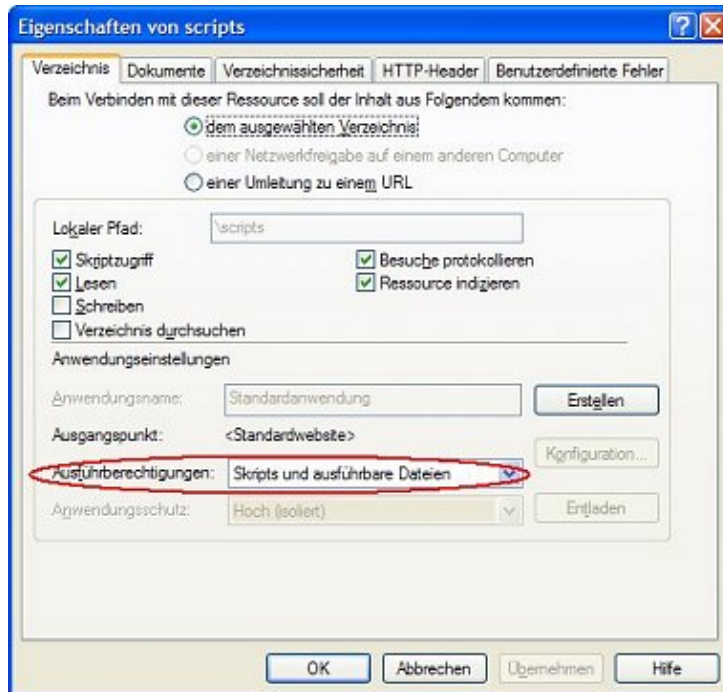 Eigenschaften von scripts
Verzeichnis Dokumente Verzeichnissicherheit HTTP-Header Benutzerdefinierte Fehler
Beim Verbinden mit dieser Ressource soll der Inhalt aus Folgendem kommen:
dem ausgewählten Verzeichnis
einer Netzwerkfreigabe auf einem anderen Computer
einer Umleitung zu einem URL
Lokaler Pfad: \scripts
Skriptzugriff Besuche protokollieren
Lesen Ressource indizieren
Schreiben
Verzeichnis durchsuchen
Anwendungseinstellungen
Anwendungsname: Standardanwendung Erstellen
Ausgangspunkt: <Standardwebsite>
Konfiguration...
Ausführberechtigungen: Skripts und ausführbare Dateien
Anwendungsschutz: Hoch (isoliert) Entladen
OK Abbrechen Übernehmen Hilfe